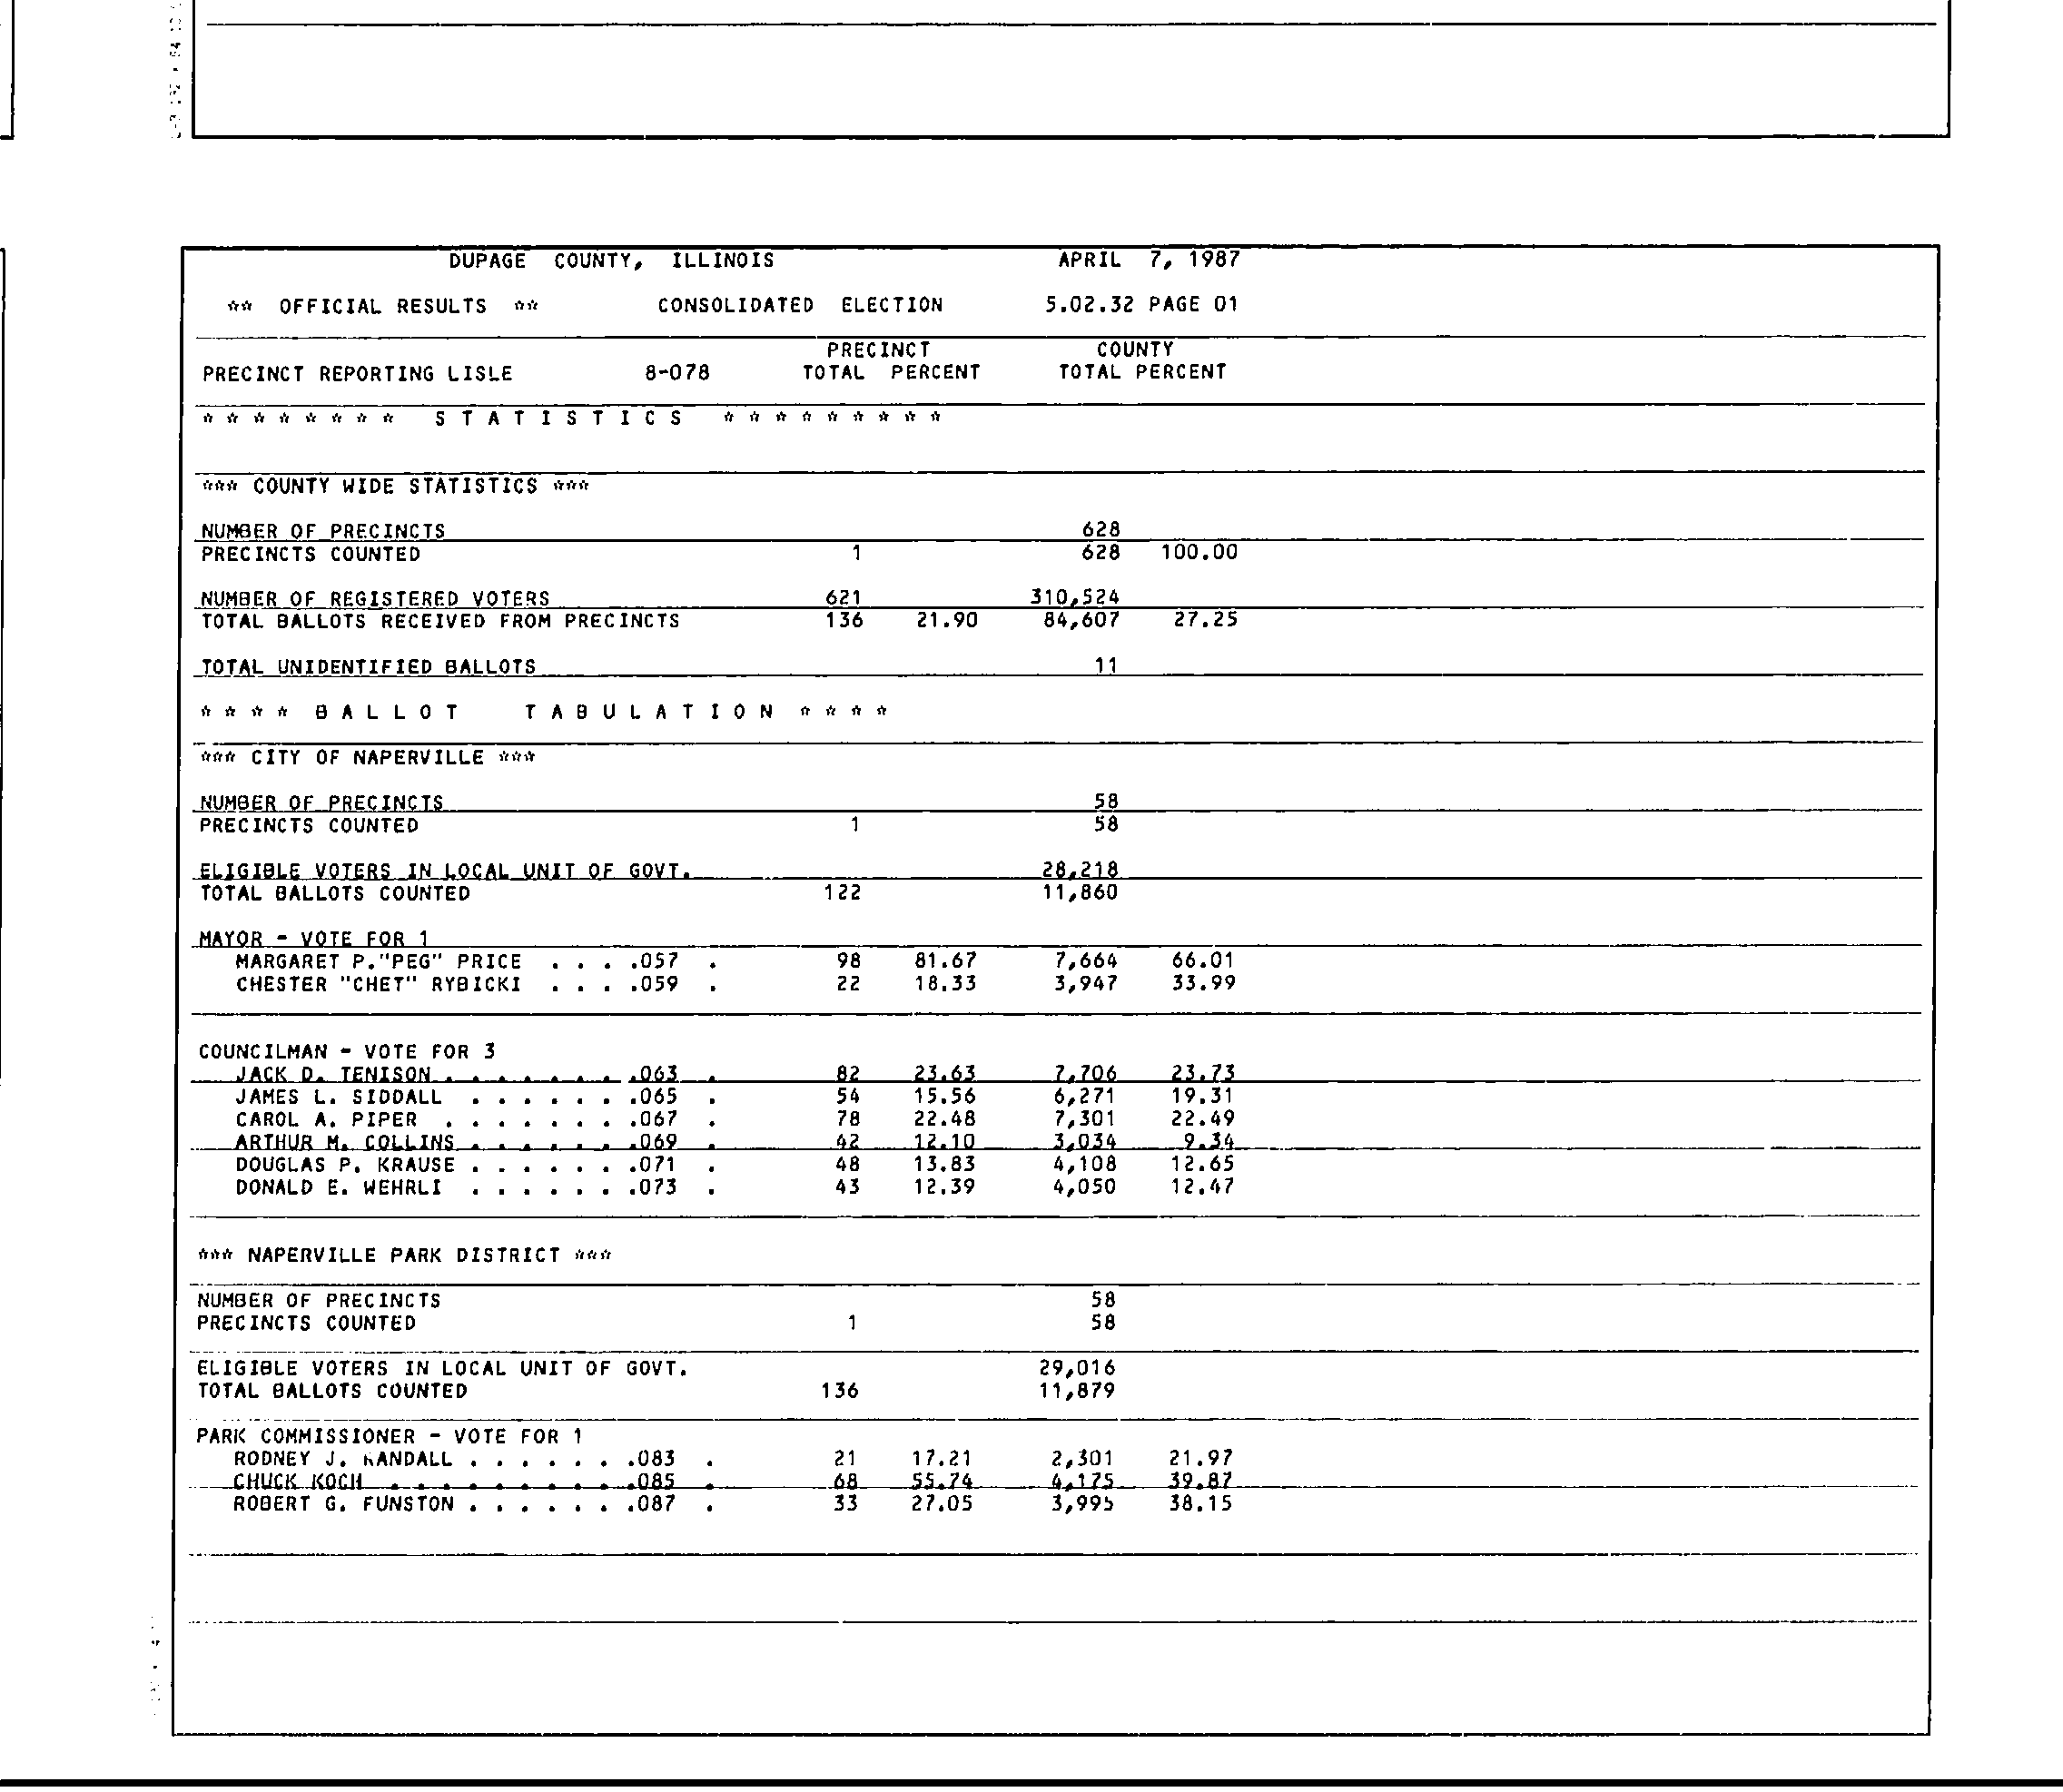 DUPAGE COUNTY, ILLINOIS APRIL 7, 1987
** OFFICIAL RESULTS ** CONSOLIDATED ELECTION 5.02.32 PAGE 01
PRECINCT COUNTY
PRECINCT REPORTING LISLE 8-078 TOTAL PERCENT TOTAL PERCENT
* * * * * * * * S T A T I S T I C S * * * * * * * * *
*** COUNTY WIDE STATISTICS ***
NUMBER OF PRECINCTS 628
PRECINCTS COUNTED 1 628 100.00
NUMBER OF REGISTERED VOTERS 621 310,524
TOTAL BALLOTS RECEIVED FROM PRECINCTS 136 21.90 84,607 27.25
TOTAL UNIDENTIFIED BALLOTS 11
* * * * B A L L O T T A B U L A T I O N * * * *
*** CITY OF NAPERVILLE ***
NUMBER OF PRECINCTS 58
PRECINCTS COUNTED 1 58
ELIGIBLE VOTERS IN LOCAL UNIT OF GOVT. 28,218
TOTAL BALLOTS COUNTED 122 11,860
MAYOR - VOTE FOR 1
MARGARET P."PEG" PRICE . . . .057 . 98 81.67 7,664 66.01
CHESTER "CHET" RYBICKI . . . .059 . 22 18.33 3,947 33.99
COUNCILMAN - VOTE FOR 3
JACK D. TENISON . . . . . . . .063 . 82 23.63 7,706 23.73
JAMES L. SIDDALL . . . . . . .065 . 54 15.56 6,271 19.31
CAROL A. PIPER . . . . . . . .067 . 78 22.48 7,301 22.49
ARTHUR M. COLLINS . . . . . . .069 . 42 12.10 3,034 9.34
DOUGLAS P. KRAUSE . . . . . . .071 . 48 13.83 4,108 12.65
DONALD E. WEHRLI . . . . . . .073 . 43 12.39 4,050 12.47
*** NAPERVILLE PARK DISTRICT ***
NUMBER OF PRECINCTS 58
PRECINCTS COUNTED 1 58
ELIGIBLE VOTERS IN LOCAL UNIT OF GOVT. 29,016
TOTAL BALLOTS COUNTED 136 11,879
PARK COMMISSIONER - VOTE FOR 1
RODNEY J. RANDALL . . . . . . .083 . 21 17.21 2,301 21.97
CHUCK KOCH . . . . . . . . . .085 . 68 55.74 4,175 39.87
ROBERT G. FUNSTON . . . . . . .087 . 33 27.05 3,995 38.15